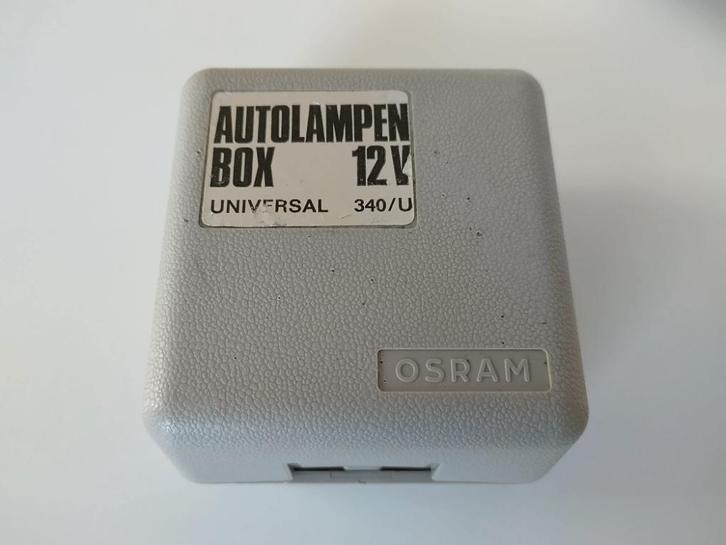 AUTOLAMPEN
BOX 12V
UNIVERSAL 340/U
OSRAM